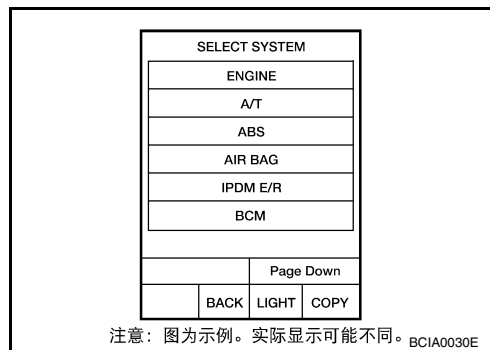 SELECT SYSTEM
ENGINE
A/T
ABS
AIR BAG
IPDM E/R
BCM
Page Down
BACK LIGHT COPY
注意：图为示例。实际显示可能不同。 BCIA0030E